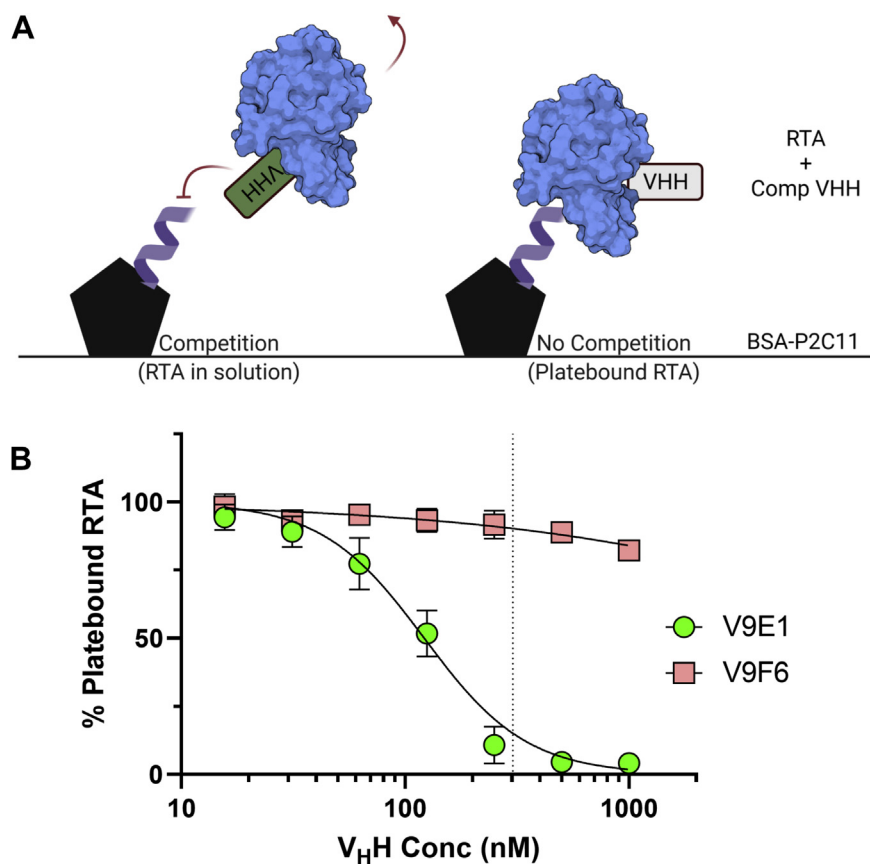 A
VHH
VHH
RTA
+
Comp VHH
Competition
(RTA in solution)
No Competition
(Platebound RTA)
BSA-P2C11
B
% Platebound RTA
100
50
0
10
100
1000
V9E1
V9F6
VHH Conc (nM)